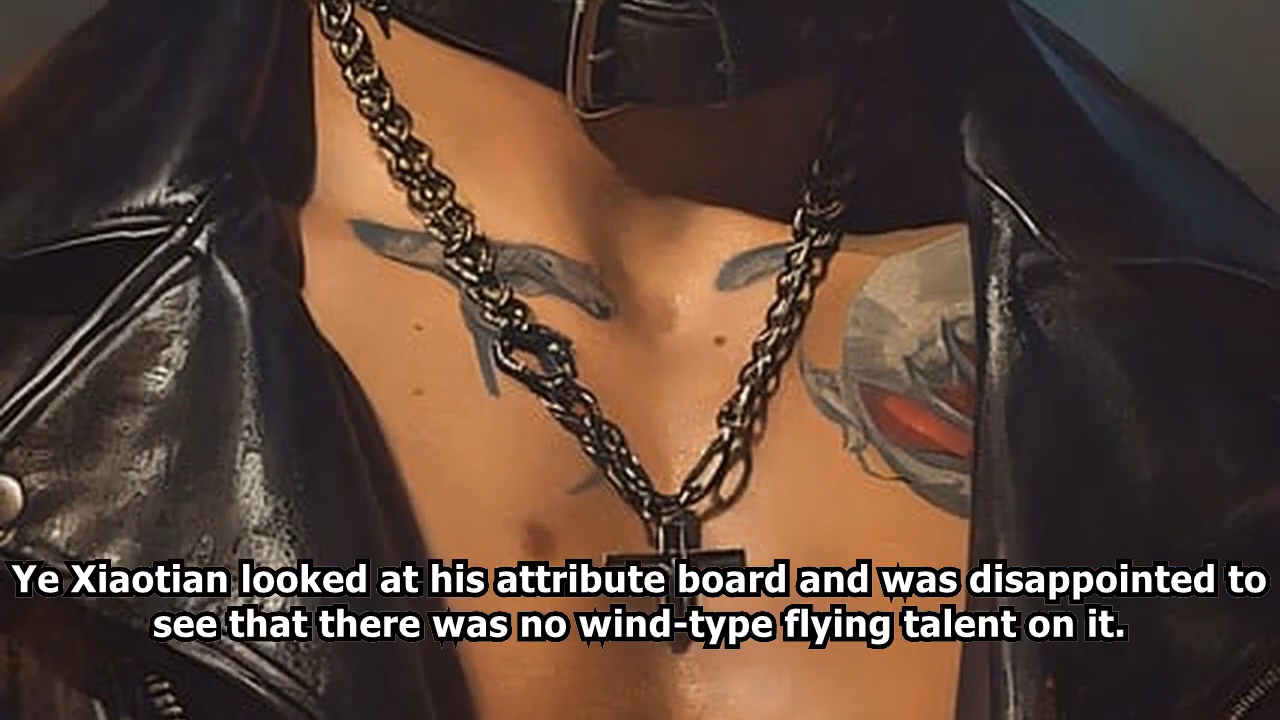 Ye Xiaotian looked at his attribute board and was disappointed to
see that there was no wind-type flying talent on it.